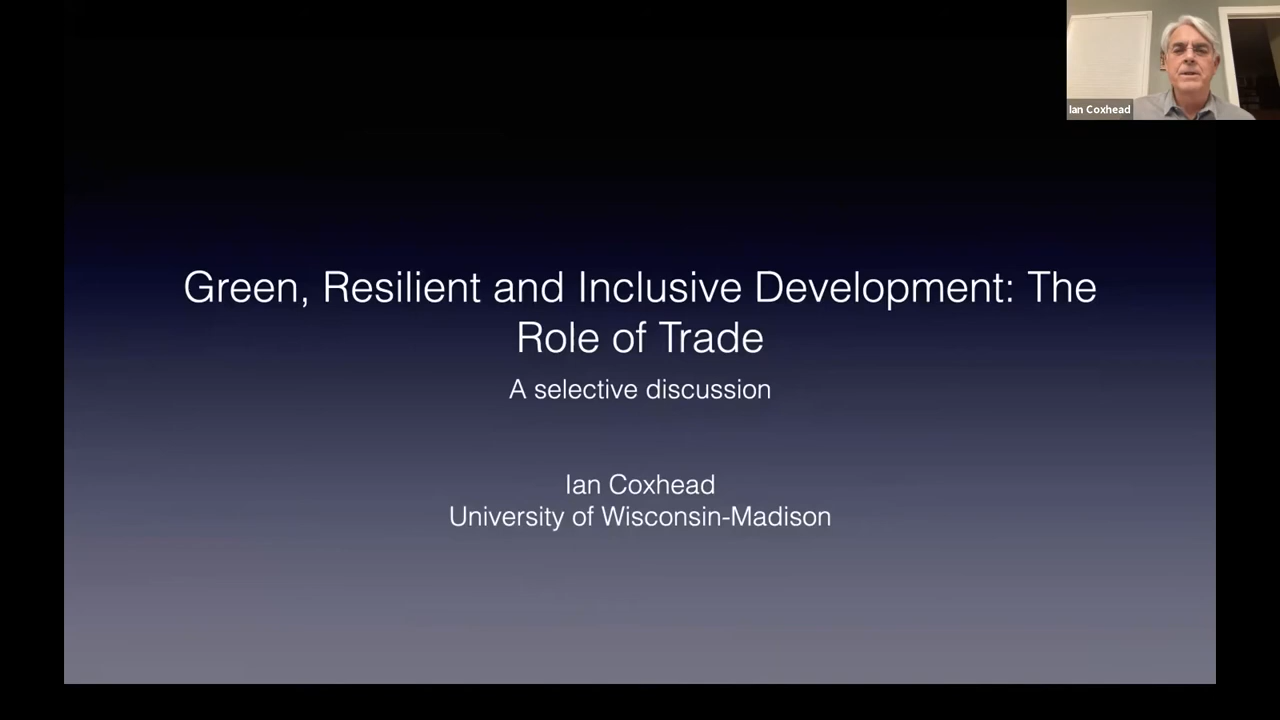 Ian Coxhead
Green, Resilient and Inclusive Development: The
Role of Trade
A selective discussion
Ian Coxhead
University of Wisconsin-Madison